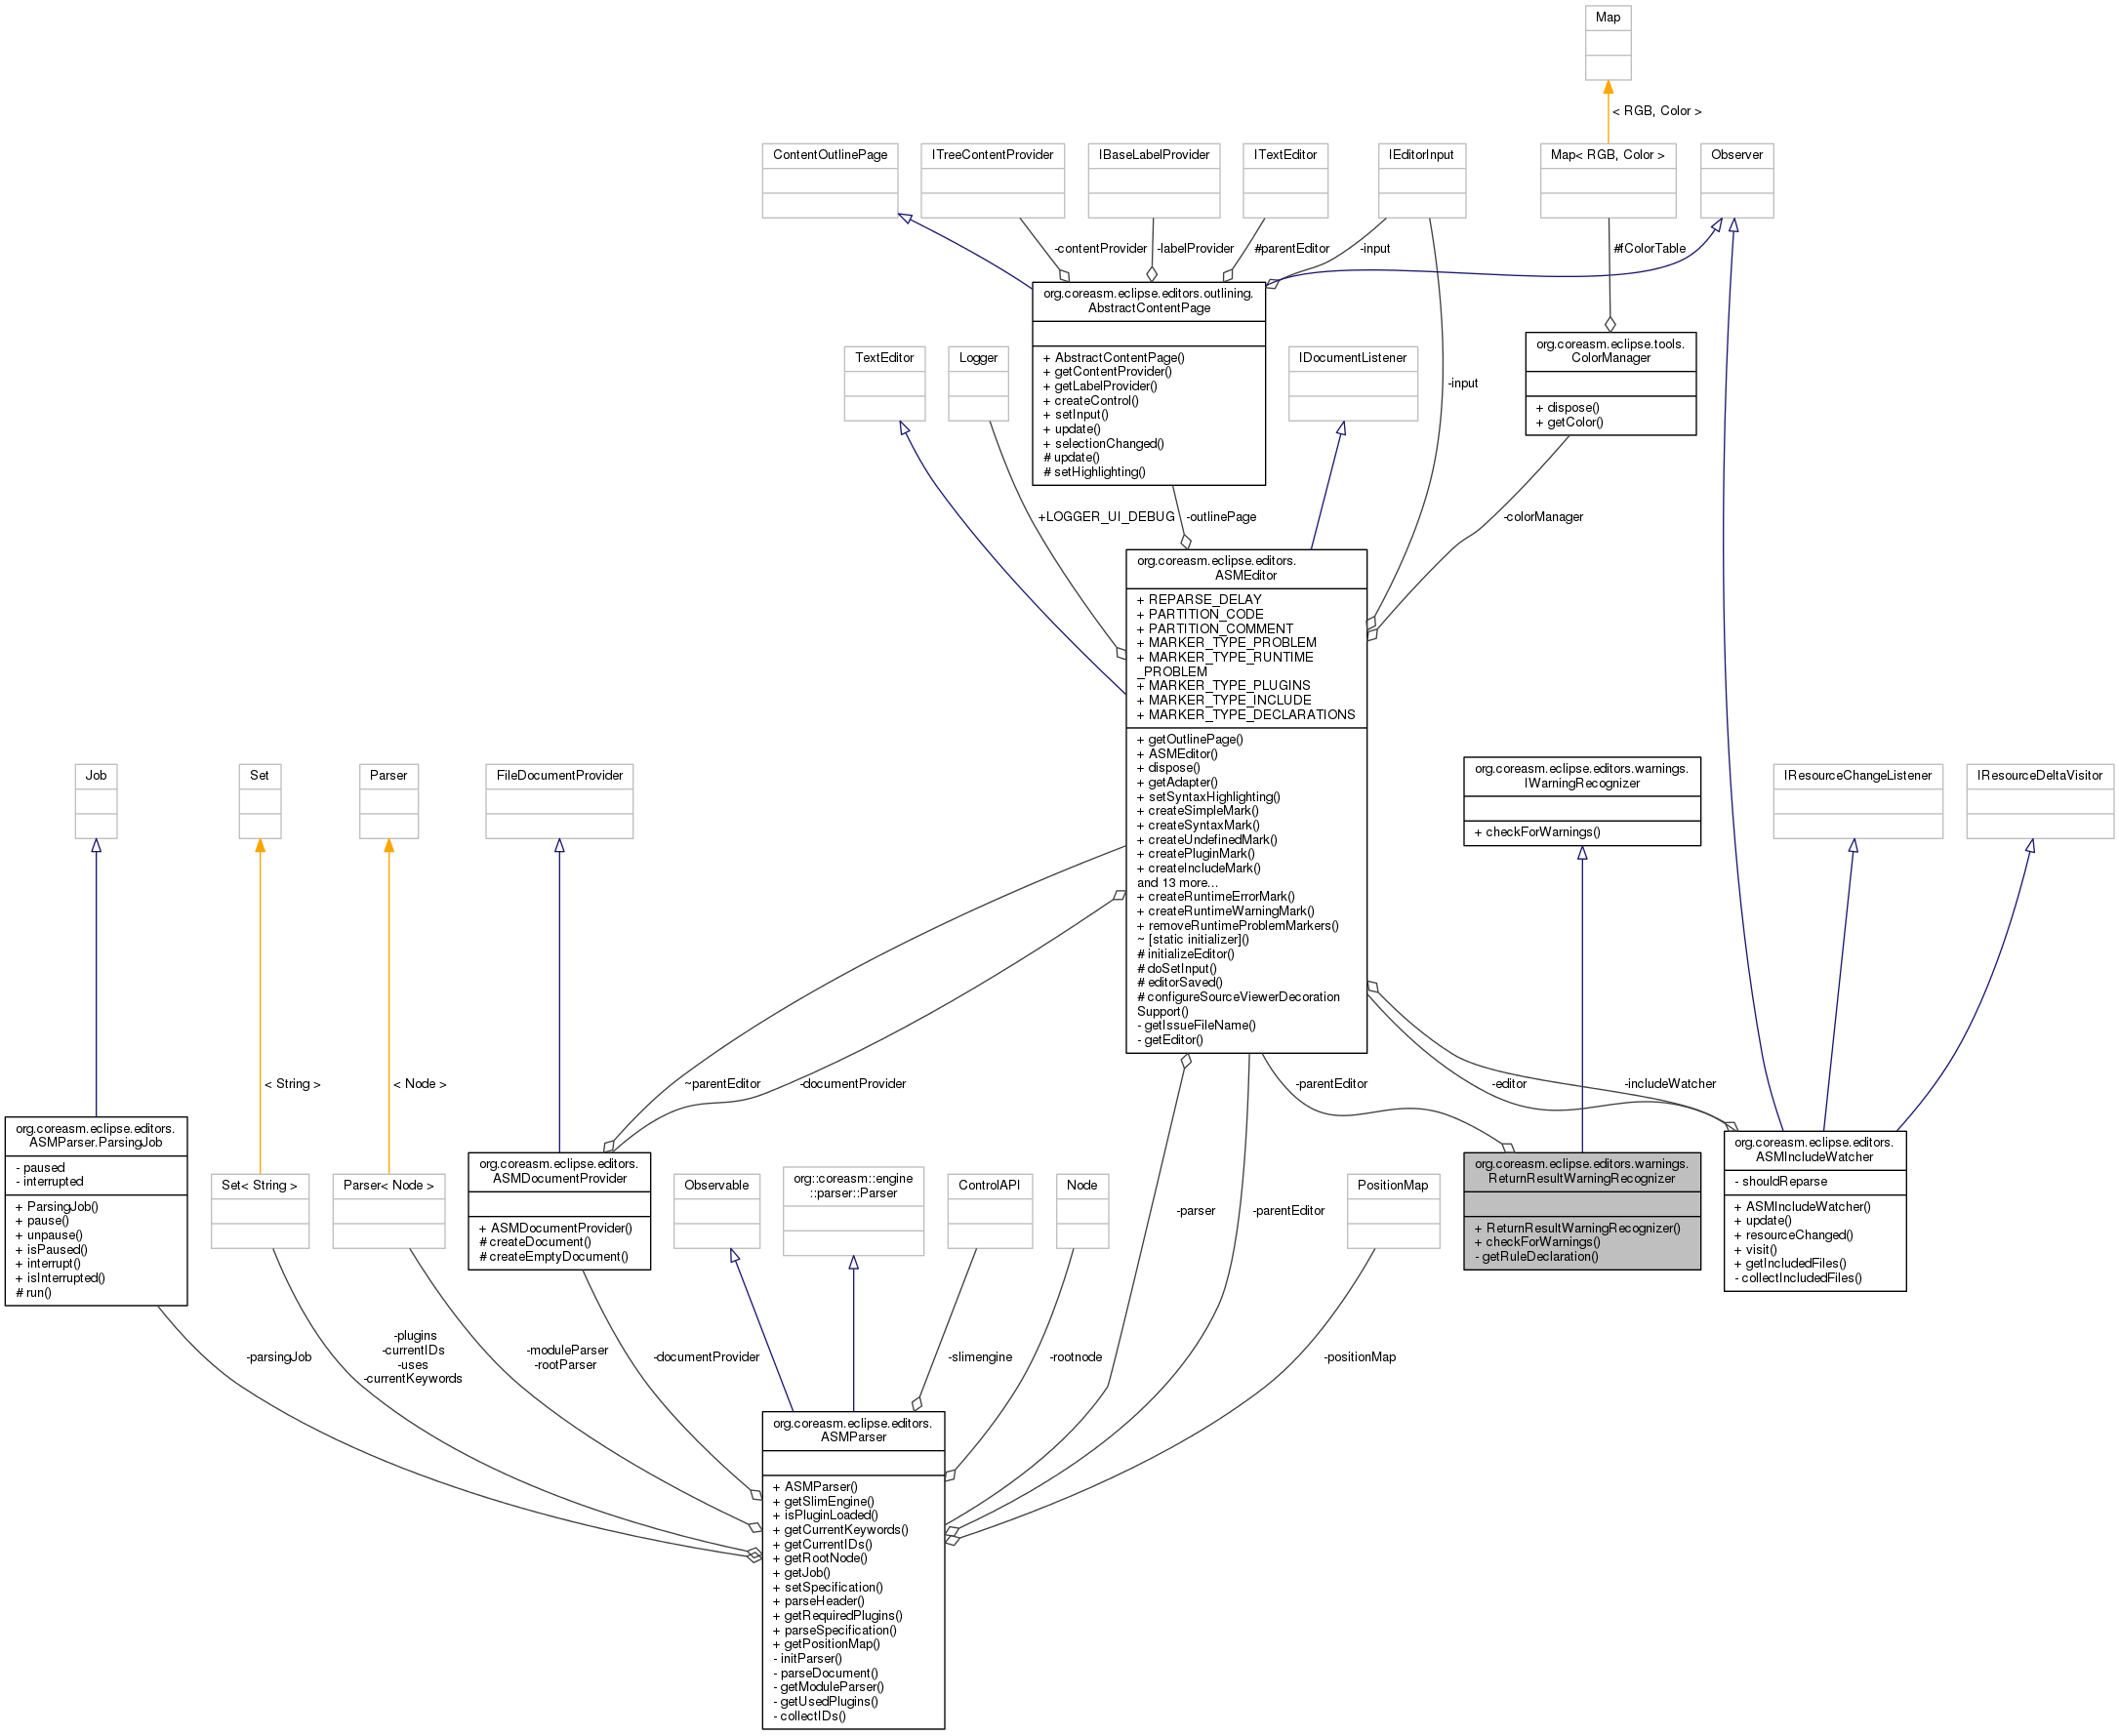 Map
< RGB, Color >
ContentOutlinePage
ITreeContentProvider
IBaseLabelProvider
ITextEditor
IEditorInput
Map< RGB, Color >
Observer
-contentProvider
-labelProvider
#parentEditor
-input
#fColorTable
org.coreasm.eclipse.editors.outlining.
AbstractContentPage
+ AbstractContentPage()
+ getContentProvider()
+ getLabelProvider()
+ createControl()
+ setInput()
+ update()
+ selectionChanged()
# update()
# setHighlighting()
TextEditor
Logger
IDocumentListener
-input
org.coreasm.eclipse.tools.
ColorManager
+ dispose()
+ getColor()
+LOGGER_UI_DEBUG
-outlinePage
-colorManager
org.coreasm.eclipse.editors.
ASMEditor
+ REPARSE_DELAY
+ PARTITION_CODE
+ PARTITION_COMMENT
+ MARKER_TYPE_PROBLEM
+ MARKER_TYPE_RUNTIME
_PROBLEM
+ MARKER_TYPE_PLUGINS
+ MARKER_TYPE_INCLUDE
+ MARKER_TYPE_DECLARATIONS
+ getOutlinePage()
+ ASMEditor()
+ dispose()
+ getAdapter()
+ setSyntaxHighlighting()
+ createSimpleMark()
+ createSyntaxMark()
+ createUndefinedMark()
+ createPluginMark()
+ createIncludeMark()
and 13 more...
+ createRuntimeErrorMark()
+ createRuntimeWarningMark()
+ removeRuntimeProblemMarkers()
~ [static initializer]()
# initializeEditor()
# doSetInput()
# editorSaved()
# configureSourceViewerDecoration
Support()
- getIssueFileName()
- getEditor()
Job
Set
Parser
FileDocumentProvider
org.coreasm.eclipse.editors.warnings.
IWarningRecognizer
+ checkForWarnings()
IResourceChangeListener
IResourceDeltaVisitor
< String >
< Node >
~parentEditor
-documentProvider
-parentEditor
-editor
-includeWatcher
org.coreasm.eclipse.editors.
ASMParser.ParsingJob
- paused
- interrupted
+ ParsingJob()
+ pause()
+ unpause()
+ isPaused()
+ interrupt()
+ isInterrupted()
# run()
Set< String >
Parser< Node >
org.coreasm.eclipse.editors.
ASMDocumentProvider
+ ASMDocumentProvider()
# createDocument()
# createEmptyDocument()
Observable
org::coreasm::engine
::parser::Parser
ControlAPI
Node
-parser
-parentEditor
PositionMap
org.coreasm.eclipse.editors.warnings.
ReturnResultWarningRecognizer
+ ReturnResultWarningRecognizer()
+ checkForWarnings()
- getRuleDeclaration()
org.coreasm.eclipse.editors.
ASMIncludeWatcher
- shouldReparse
+ ASMIncludeWatcher()
+ update()
+ resourceChanged()
+ visit()
+ getIncludedFiles()
- collectIncludedFiles()
-parsingJob
-plugins
-currentIDs
-uses
-currentKeywords
-moduleParser
-rootParser
-documentProvider
-slimengine
-rootnode
-positionMap
org.coreasm.eclipse.editors.
ASMParser
+ ASMParser()
+ getSlimEngine()
+ isPluginLoaded()
+ getCurrentKeywords()
+ getCurrentIDs()
+ getRootNode()
+ getJob()
+ setSpecification()
+ parseHeader()
+ getRequiredPlugins()
+ parseSpecification()
+ getPositionMap()
- initParser()
- parseDocument()
- getModuleParser()
- getUsedPlugins()
- collectIDs()